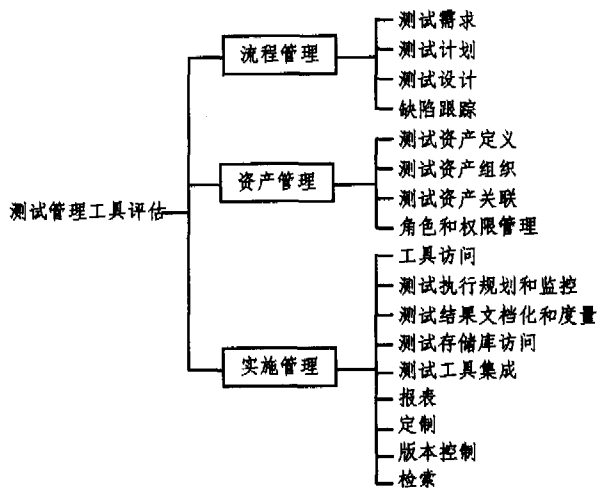 测试管理工具评估
流程管理
测试需求
测试计划
测试设计
缺陷跟踪
资产管理
测试资产定义
测试资产组织
测试资产关联
角色和权限管理
实施管理
工具访问
测试执行规划和监控
测试结果文档化和度量
测试存储库访问
测试工具集成
报表
定制
版本控制
检索